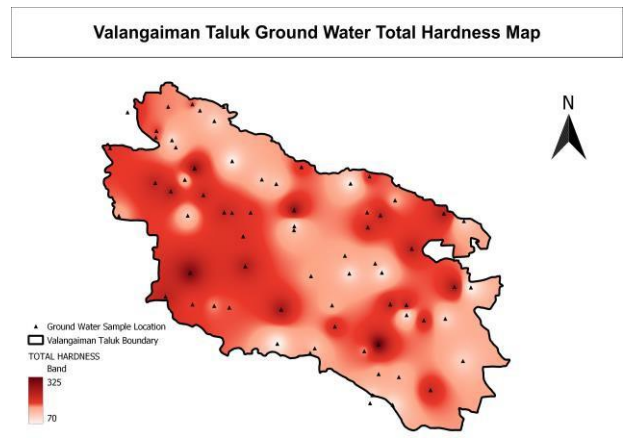 Valangaiman Taluk Ground Water Total Hardness Map
N
Ground Water Sample Location
Valangaiman Taluk Boundary
TOTAL HARDNESS
Band
325
70